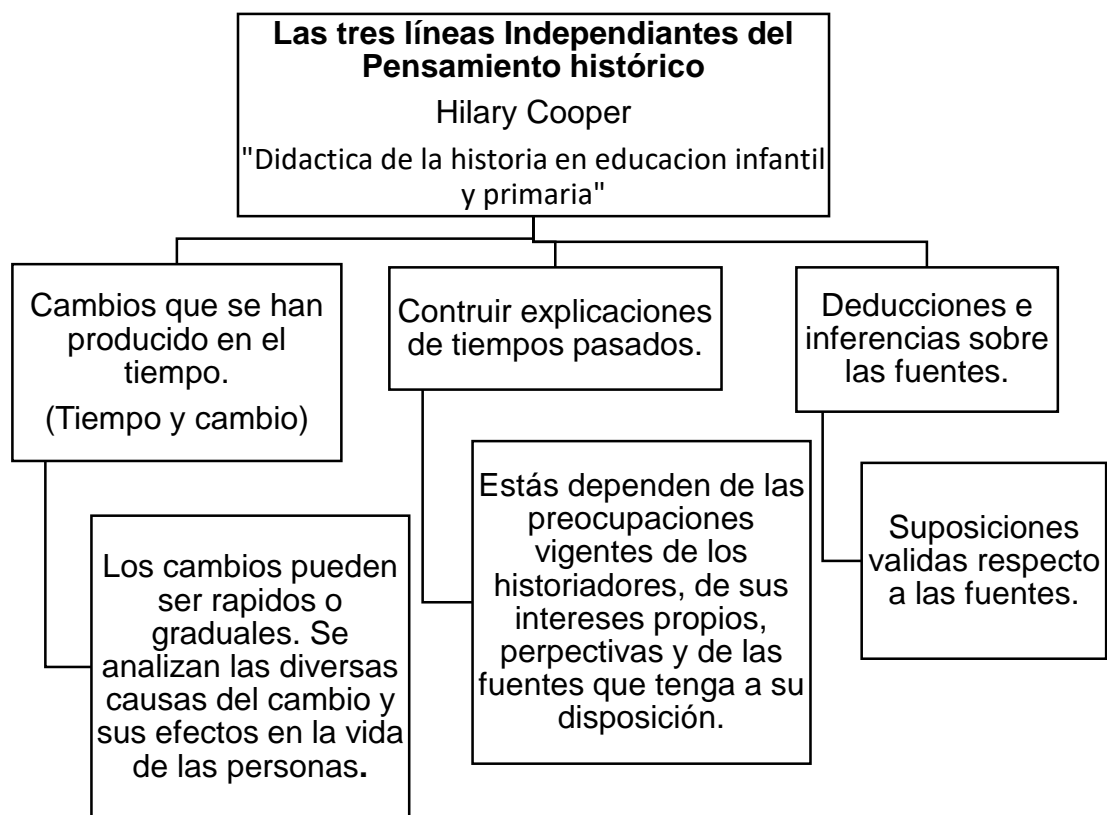 Las tres líneas Independiantes del
Pensamiento histórico
Hilary Cooper
"Didactica de la historia en educacion infantil
y primaria"
Cambios que se han
producido en el
tiempo.
(Tiempo y cambio)
Los cambios pueden
ser rapidos o
graduales. Se
analizan las diversas
causas del cambio y
sus efectos en la vida
de las personas.
Contruir explicaciones
de tiempos pasados.
Estás dependen de las
preocupaciones
vigentes de los
historiadores, de sus
intereses propios,
perpectivas y de las
fuentes que tenga a su
disposición.
Deducciones e
inferencias sobre
las fuentes.
Suposiciones
validas respecto
a las fuentes.